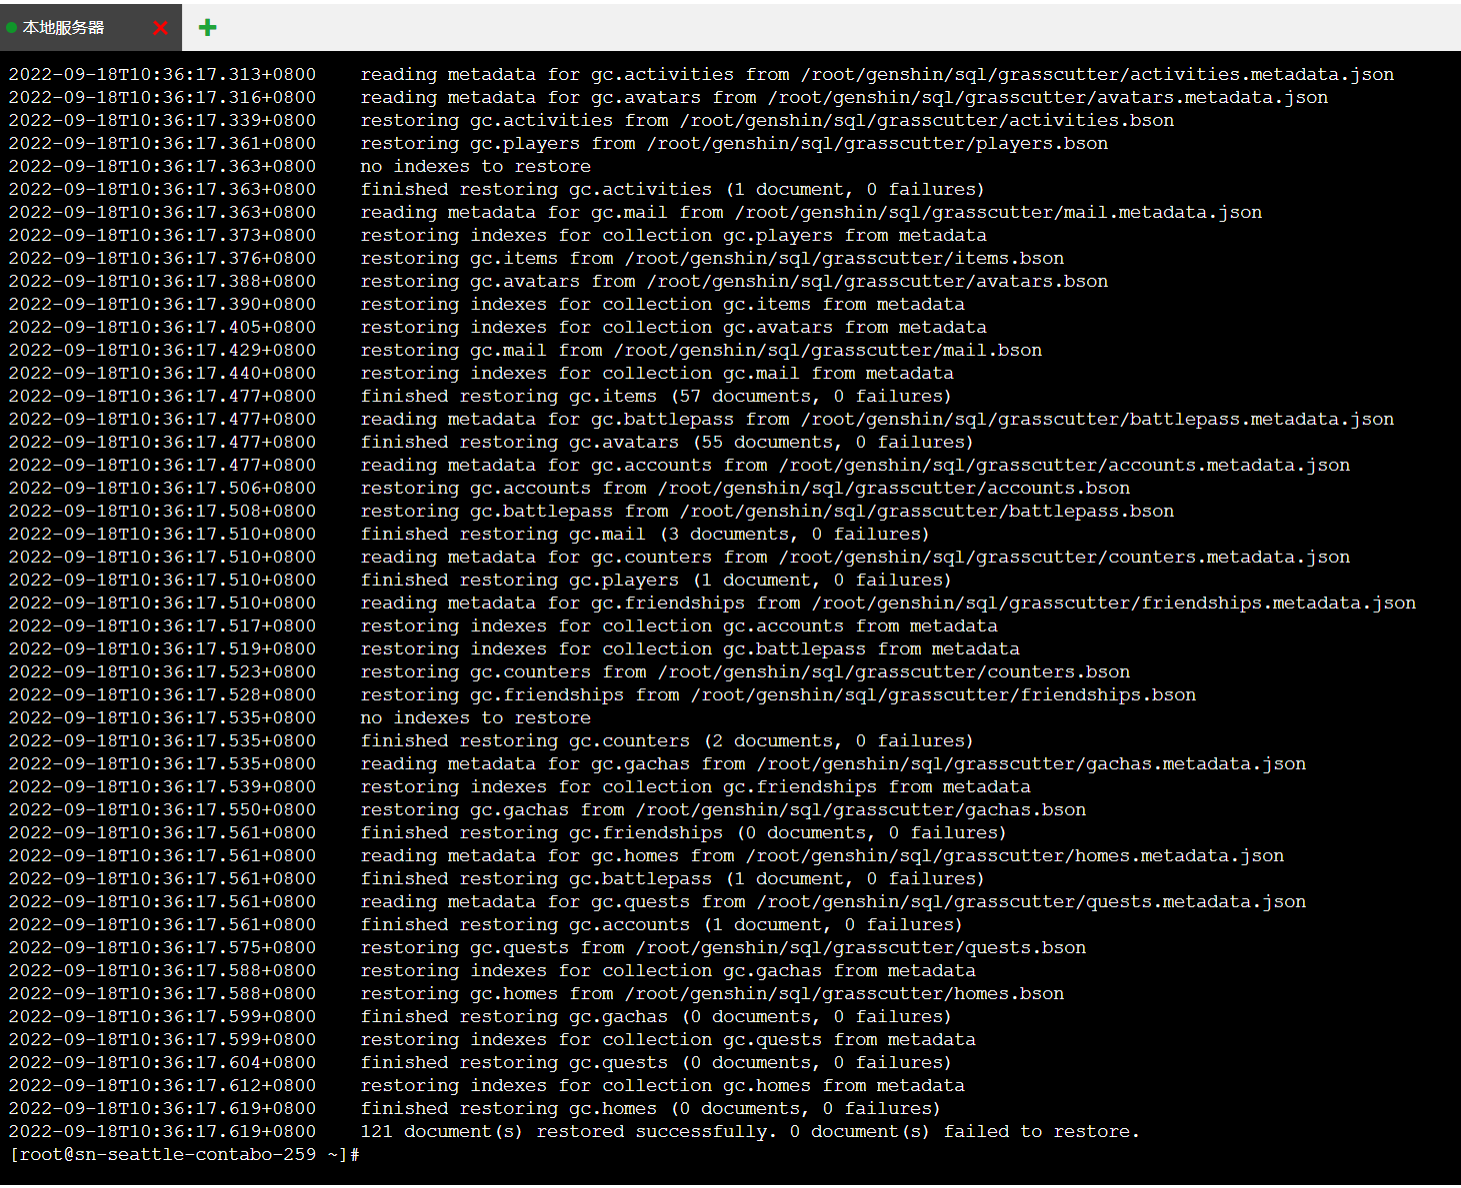 本地服务器
2022-09-18T10:36:17.313+0800    reading metadata for gc.activities from /root/genshin/sql/grasscutter/activities.metadata.json
2022-09-18T10:36:17.316+0800    reading metadata for gc.avatars from /root/genshin/sql/grasscutter/avatars.metadata.json
2022-09-18T10:36:17.339+0800    restoring gc.activities from /root/genshin/sql/grasscutter/activities.bson
2022-09-18T10:36:17.361+0800    restoring gc.players from /root/genshin/sql/grasscutter/players.bson
2022-09-18T10:36:17.363+0800    no indexes to restore
2022-09-18T10:36:17.363+0800    finished restoring gc.activities (1 document, 0 failures)
2022-09-18T10:36:17.363+0800    reading metadata for gc.mail from /root/genshin/sql/grasscutter/mail.metadata.json
2022-09-18T10:36:17.373+0800    restoring indexes for collection gc.players from metadata
2022-09-18T10:36:17.376+0800    restoring gc.items from /root/genshin/sql/grasscutter/items.bson
2022-09-18T10:36:17.388+0800    restoring gc.avatars from /root/genshin/sql/grasscutter/avatars.bson
2022-09-18T10:36:17.390+0800    restoring indexes for collection gc.items from metadata
2022-09-18T10:36:17.405+0800    restoring indexes for collection gc.avatars from metadata
2022-09-18T10:36:17.429+0800    restoring gc.mail from /root/genshin/sql/grasscutter/mail.bson
2022-09-18T10:36:17.440+0800    restoring indexes for collection gc.mail from metadata
2022-09-18T10:36:17.477+0800    finished restoring gc.items (57 documents, 0 failures)
2022-09-18T10:36:17.477+0800    reading metadata for gc.battlepass from /root/genshin/sql/grasscutter/battlepass.metadata.json
2022-09-18T10:36:17.477+0800    finished restoring gc.avatars (55 documents, 0 failures)
2022-09-18T10:36:17.477+0800    reading metadata for gc.accounts from /root/genshin/sql/grasscutter/accounts.metadata.json
2022-09-18T10:36:17.506+0800    restoring gc.accounts from /root/genshin/sql/grasscutter/accounts.bson
2022-09-18T10:36:17.508+0800    restoring gc.battlepass from /root/genshin/sql/grasscutter/battlepass.bson
2022-09-18T10:36:17.510+0800    finished restoring gc.mail (3 documents, 0 failures)
2022-09-18T10:36:17.510+0800    reading metadata for gc.counters from /root/genshin/sql/grasscutter/counters.metadata.json
2022-09-18T10:36:17.510+0800    finished restoring gc.players (1 document, 0 failures)
2022-09-18T10:36:17.510+0800    reading metadata for gc.friendships from /root/genshin/sql/grasscutter/friendships.metadata.json
2022-09-18T10:36:17.517+0800    restoring indexes for collection gc.accounts from metadata
2022-09-18T10:36:17.519+0800    restoring indexes for collection gc.battlepass from metadata
2022-09-18T10:36:17.523+0800    restoring gc.counters from /root/genshin/sql/grasscutter/counters.bson
2022-09-18T10:36:17.528+0800    restoring gc.friendships from /root/genshin/sql/grasscutter/friendships.bson
2022-09-18T10:36:17.535+0800    no indexes to restore
2022-09-18T10:36:17.535+0800    finished restoring gc.counters (2 documents, 0 failures)
2022-09-18T10:36:17.535+0800    reading metadata for gc.gachas from /root/genshin/sql/grasscutter/gachas.metadata.json
2022-09-18T10:36:17.539+0800    restoring indexes for collection gc.friendships from metadata
2022-09-18T10:36:17.550+0800    restoring gc.gachas from /root/genshin/sql/grasscutter/gachas.bson
2022-09-18T10:36:17.561+0800    finished restoring gc.friendships (0 documents, 0 failures)
2022-09-18T10:36:17.561+0800    reading metadata for gc.homes from /root/genshin/sql/grasscutter/homes.metadata.json
2022-09-18T10:36:17.561+0800    finished restoring gc.battlepass (1 document, 0 failures)
2022-09-18T10:36:17.561+0800    reading metadata for gc.quests from /root/genshin/sql/grasscutter/quests.metadata.json
2022-09-18T10:36:17.561+0800    finished restoring gc.accounts (1 document, 0 failures)
2022-09-18T10:36:17.575+0800    restoring gc.quests from /root/genshin/sql/grasscutter/quests.bson
2022-09-18T10:36:17.588+0800    restoring indexes for collection gc.gachas from metadata
2022-09-18T10:36:17.588+0800    restoring gc.homes from /root/genshin/sql/grasscutter/homes.bson
2022-09-18T10:36:17.599+0800    finished restoring gc.gachas (0 documents, 0 failures)
2022-09-18T10:36:17.599+0800    restoring indexes for collection gc.quests from metadata
2022-09-18T10:36:17.604+0800    finished restoring gc.quests (0 documents, 0 failures)
2022-09-18T10:36:17.612+0800    restoring indexes for collection gc.homes from metadata
2022-09-18T10:36:17.619+0800    finished restoring gc.homes (0 documents, 0 failures)
2022-09-18T10:36:17.619+0800    121 document(s) restored successfully. 0 document(s) failed to restore.
[root@sn-seattle-contabo-259 ~]#